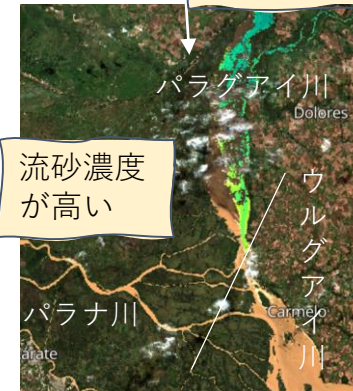 パラグアイ川
Dolores
流砂濃度
が高い
ウルグアイ川
パラナ川
Carmelo
arate